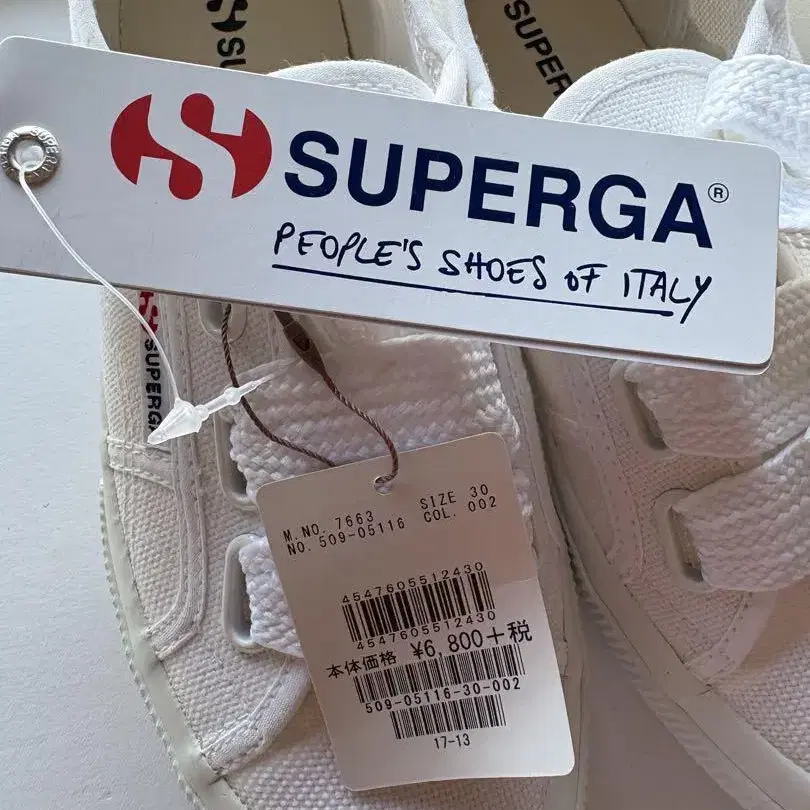 SUPERGA
SUPERGA®
PEOPLE'S SHOES OF ITALY
SUPERGA
M.NO. 7663 SIZE 30
NO. 509-05116 COL. 002
4547605512430
4547605512430
本体価格 ¥6,800+税
509-05116-30-002
17-13